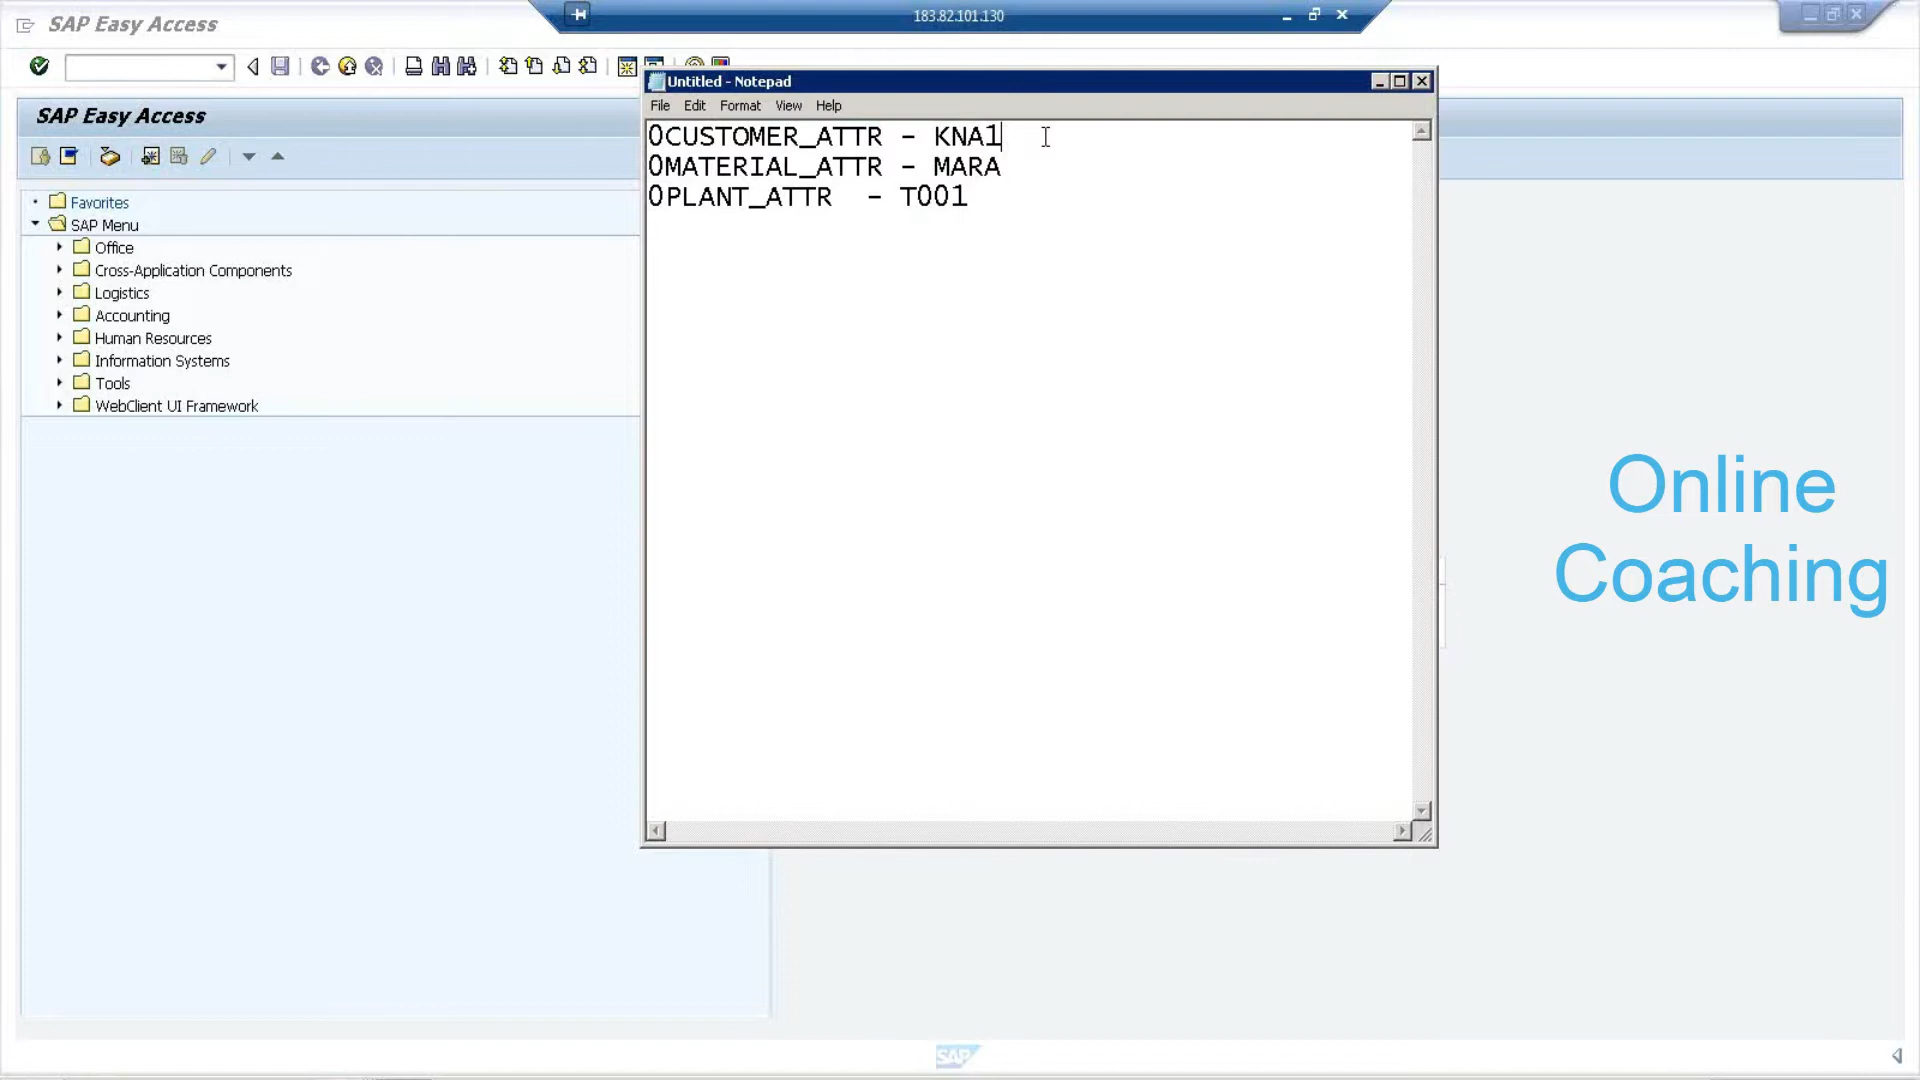 SAP Easy Access
183.82.101.130
SAP Easy Access
Untitled - Notepad
File Edit Format View Help
0CUSTOMER_ATTR - KNA1
0MATERIAL_ATTR - MARA
0PLANT_ATTR  - T001
Favorites
SAP Menu
Office
Cross-Application Components
Logistics
Accounting
Human Resources
Information Systems
Tools
WebClient UI Framework
Online
Coaching
SAP